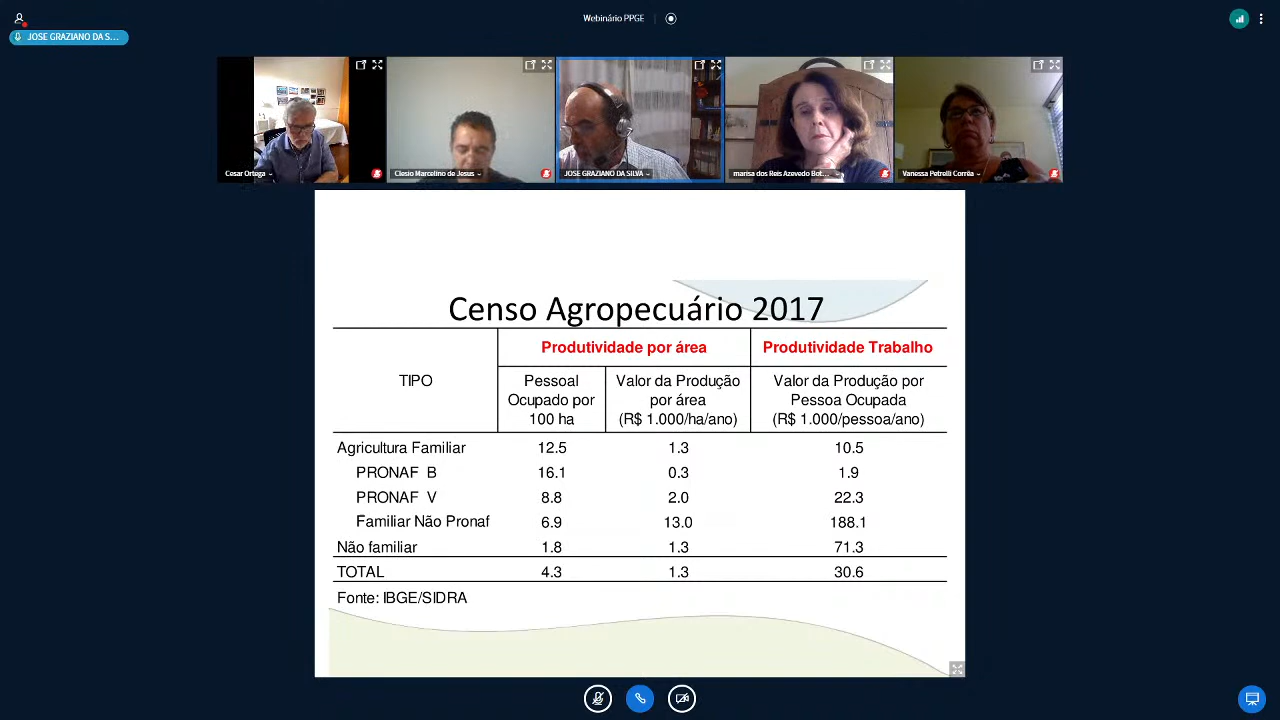 Webinário PPGE
JOSE GRAZIANO DA S...
Cesar Ortega
Clesio Marcelino de Jesus
JOSE GRAZIANO DA SILVA
marisa dos Reis Azevedo Bot...
Vanessa Petrelli Corrêa
Censo Agropecuário 2017
TIPO
Produtividade por área
Produtividade Trabalho
Pessoal Ocupado por 100 ha
Valor da Produção por área (R$ 1.000/ha/ano)
Valor da Produção por Pessoa Ocupada (R$ 1.000/pessoa/ano)
Agricultura Familiar 12.5 1.3 10.5
PRONAF B 16.1 0.3 1.9
PRONAF V 8.8 2.0 22.3
Familiar Não Pronaf 6.9 13.0 188.1
Não familiar 1.8 1.3 71.3
TOTAL 4.3 1.3 30.6
Fonte: IBGE/SIDRA